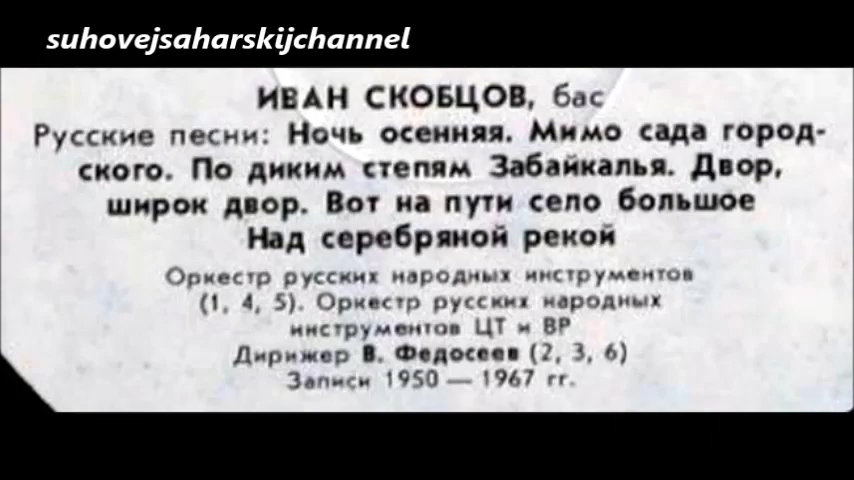 suhovejsaharskijchannel
ИВАН СКОБЦОВ, бас
Русские песни: Ночь осенняя. Мимо сада город-
ского. По диким степям Забайкалья. Двор,
широк двор. Вот на пути село большое
Над серебряной рекой
Оркестр русских народных инструментов
(1, 4, 5). Оркестр русских народных
инструментов ЦТ и ВР
Дирижер В. Федосеев (2, 3, 6)
Записи 1950 — 1967 гг.